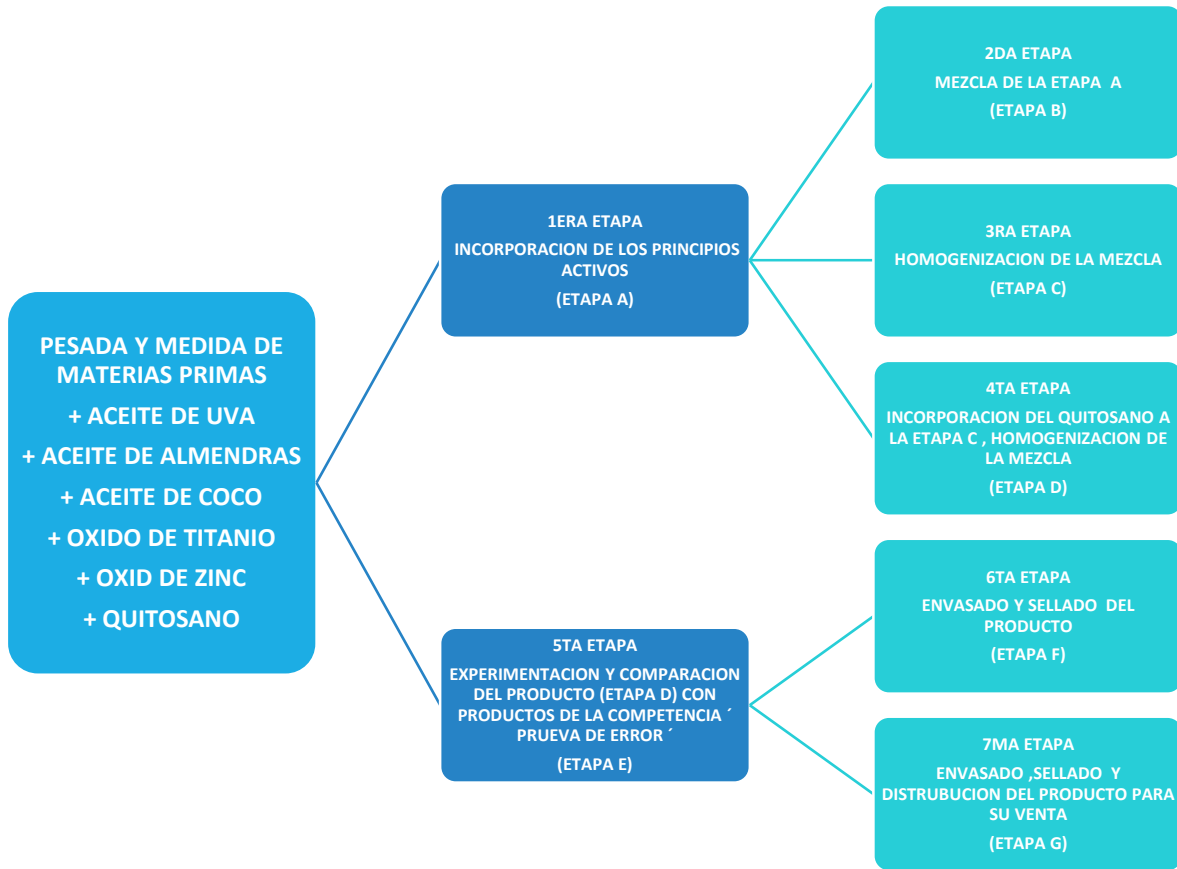 PESADA Y MEDIDA DE
MATERIAS PRIMAS
+ ACEITE DE UVA
+ ACEITE DE ALMENDRAS
+ ACEITE DE COCO
+ OXIDO DE TITANIO
+ OXID DE ZINC
+ QUITOSANO
1ERA ETAPA
INCORPORACION DE LOS PRINCIPIOS
ACTIVOS
(ETAPA A)
2DA ETAPA
MEZCLA DE LA ETAPA A
(ETAPA B)
3RA ETAPA
HOMOGENIZACION DE LA MEZCLA
(ETAPA C)
4TA ETAPA
INCORPORACION DEL QUITOSANO A
LA ETAPA C , HOMOGENIZACION DE
LA MEZCLA
(ETAPA D)
5TA ETAPA
EXPERIMENTACION Y COMPARACION
DEL PRODUCTO (ETAPA D) CON
PRODUCTOS DE LA COMPETENCIA ´
PRUEBA DE ERROR ´
(ETAPA E)
6TA ETAPA
ENVASADO Y SELLADO DEL
PRODUCTO
(ETAPA F)
7MA ETAPA
ENVASADO ,SELLADO Y
DISTRUBUCION DEL PRODUCTO PARA
SU VENTA
(ETAPA G)